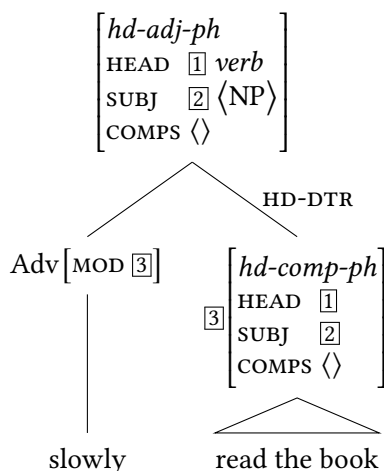 hd-adj-ph
HEAD 1 verb
SUBJ 2 ⟨NP⟩
COMPS ⟨⟩
HD-DTR
Adv[MOD 3]
3 hd-comp-ph
HEAD 1
SUBJ 2
COMPS ⟨⟩
slowly read the book